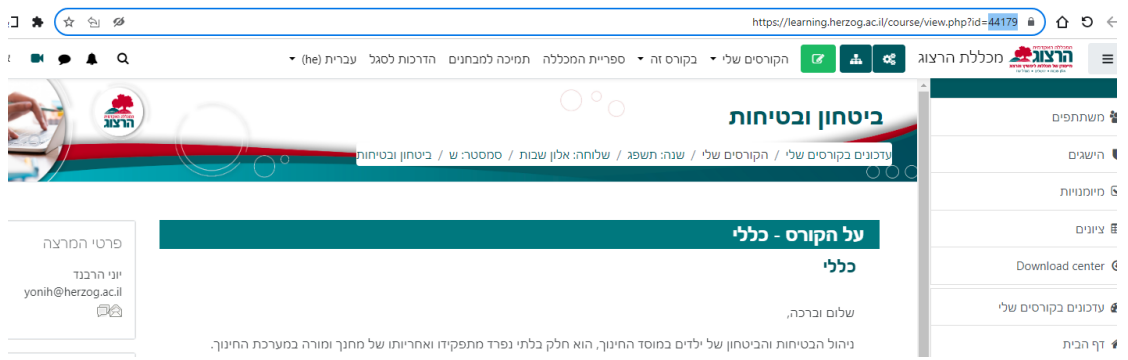 https://learning.herzog.ac.il/course/view.php?id=44179
הרצוג מכללת הרצוג
הקורסים שלי בקורס זה ספריית המכללה תמיכה למבחנים הדרכות לסגל עברית (he)
ביטחון ובטיחות
הרצוג
עדכונים בקורסים שלי / הקורסים שלי / שנה: תשפג / שלוחה: אלון שבות / סמסטר: ש / ביטחון ובטיחות
משתתפים
הישגים
מיומנויות
ציונים
Download center
עדכונים בקורסים שלי
דף הבית
על הקורס - כללי
כללי
שלום וברכה,
ניהול הבטיחות והביטחון של ילדים במוסד החינוך, הוא חלק בלתי נפרד מתפקידו ואחריותו של מחנך ומורה במערכת החינוך.
פרטי המרצה
יוני הרבנד
yonih@herzog.ac.il